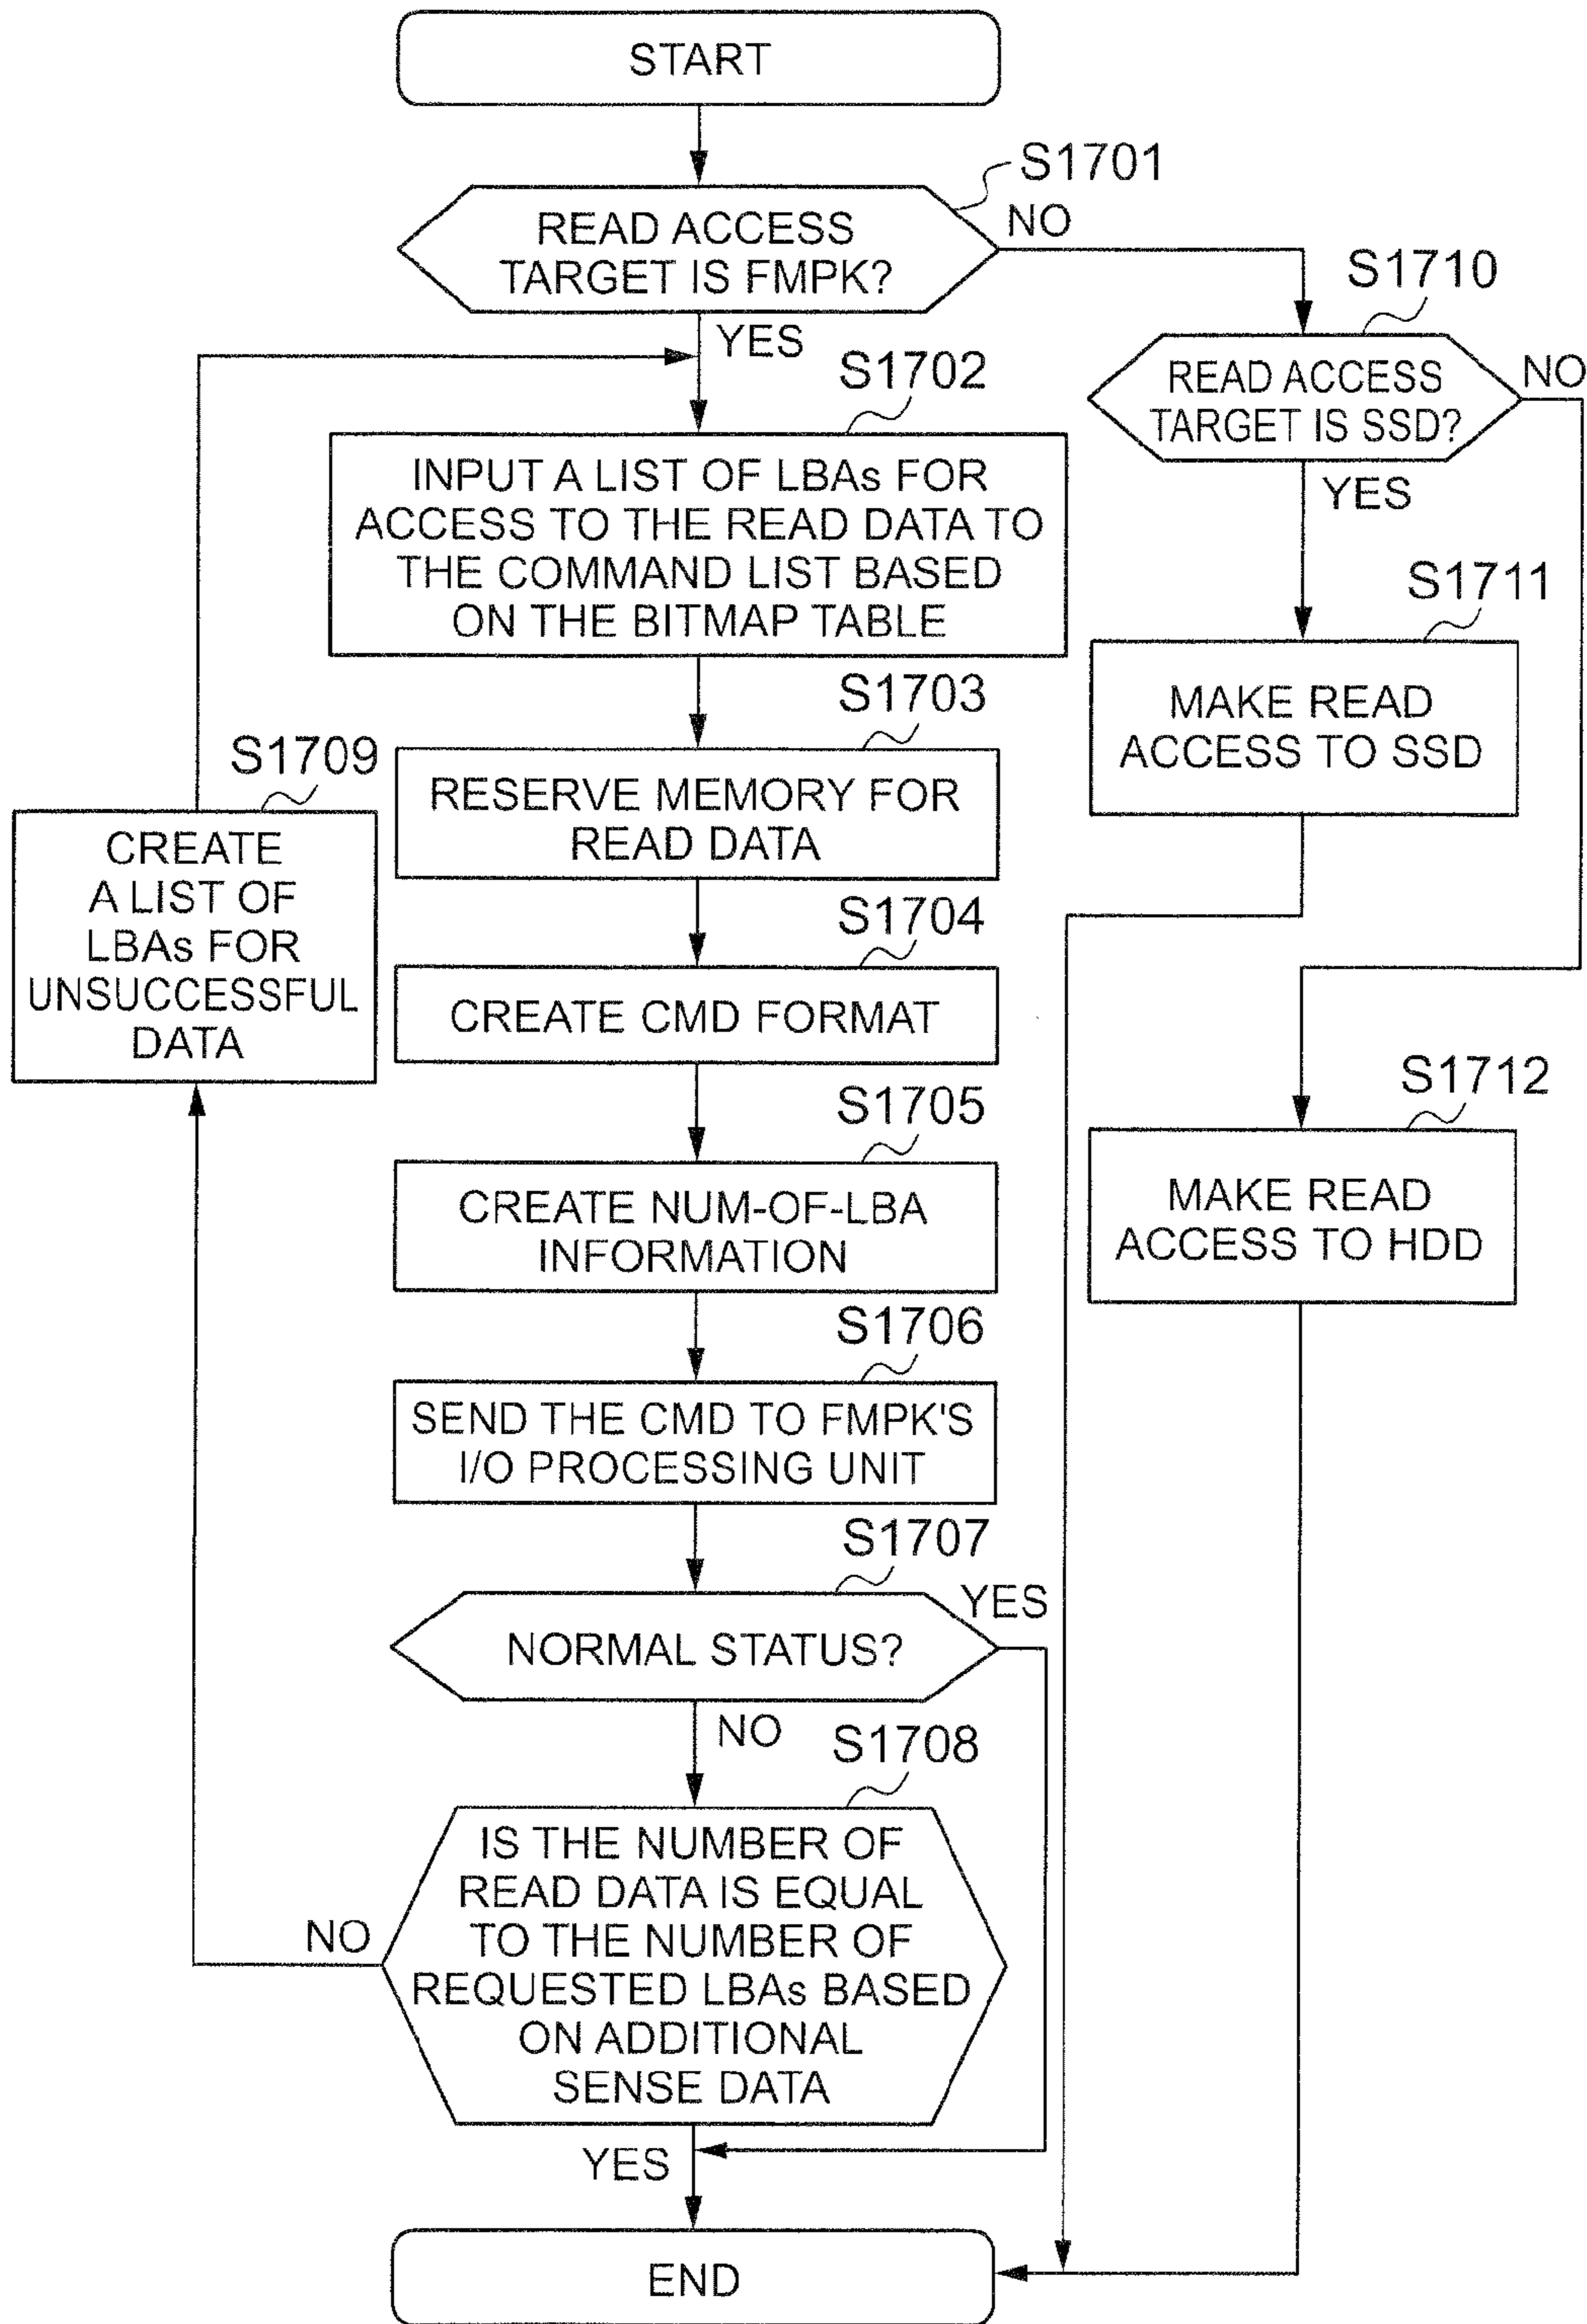 START
S1701
READ ACCESS
TARGET IS FMPK?
NO
YES
S1710
READ ACCESS
TARGET IS SSD?
NO
YES
S1702
INPUT A LIST OF LBAs FOR
ACCESS TO THE READ DATA TO
THE COMMAND LIST BASED
ON THE BITMAP TABLE
S1711
MAKE READ
ACCESS TO SSD
S1703
RESERVE MEMORY FOR
READ DATA
S1709
CREATE
A LIST OF
LBAs FOR
UNSUCCESSFUL
DATA
S1704
CREATE CMD FORMAT
S1712
MAKE READ
ACCESS TO HDD
S1705
CREATE NUM-OF-LBA
INFORMATION
S1706
SEND THE CMD TO FMPK'S
I/O PROCESSING UNIT
S1707
NORMAL STATUS?
YES
NO
S1708
IS THE NUMBER OF
READ DATA IS EQUAL
TO THE NUMBER OF
REQUESTED LBAs BASED
ON ADDITIONAL
SENSE DATA
NO
YES
END